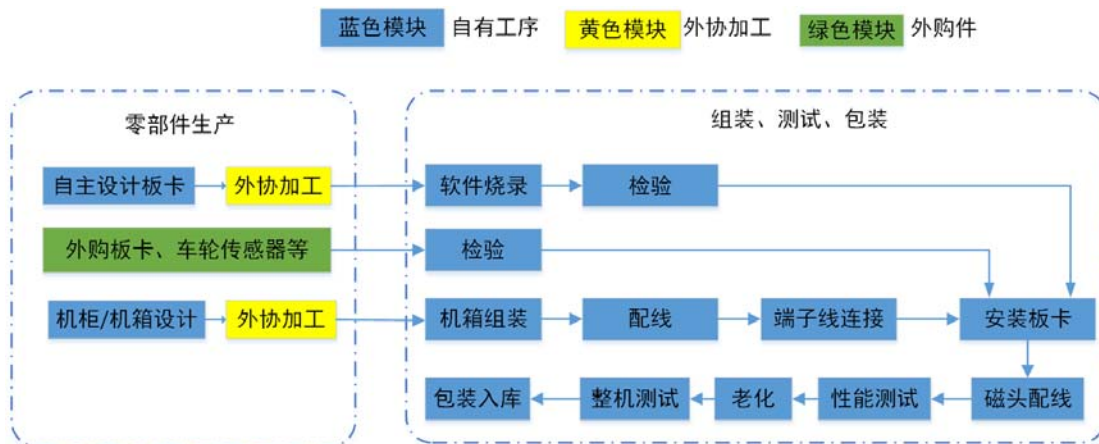 蓝色模块 自有工序 黄色模块 外协加工 绿色模块 外购件
零部件生产
组装、测试、包装
自主设计板卡 外协加工 软件烧录 检验
外购板卡、车轮传感器等 检验
机柜/机箱设计 外协加工 机箱组装 配线 端子线连接 安装板卡
包装入库 整机测试 老化 性能测试 磁头配线